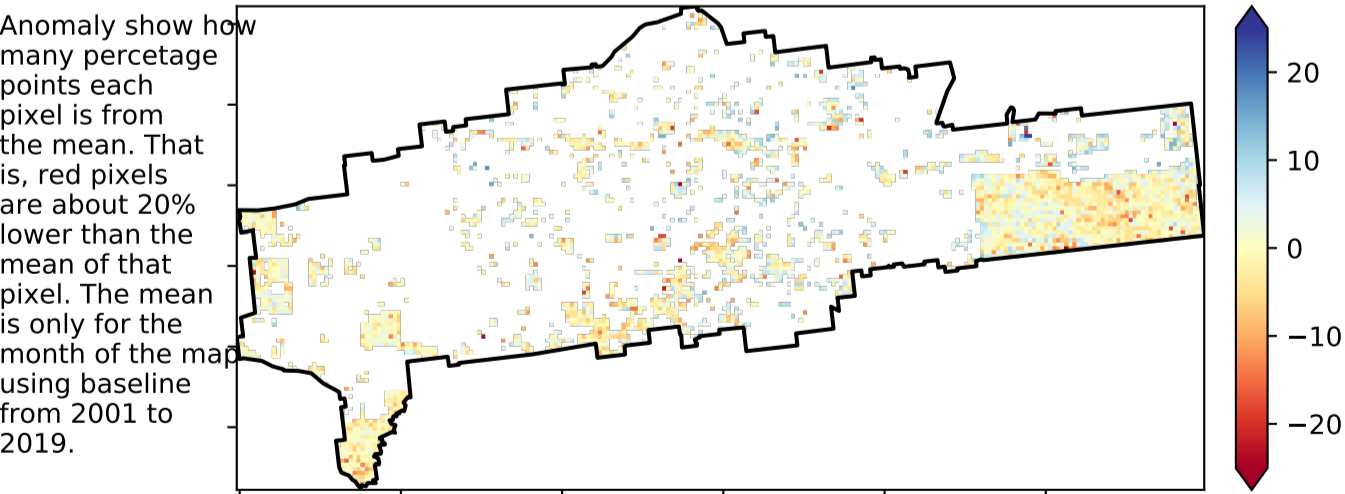 Anomaly show how
many percetage
points each
pixel is from
the mean. That
is, red pixels
are about 20%
lower than the
mean of that
pixel. The mean
is only for the
month of the map
using baseline
from 2001 to
2019.
20
10
0
−10
−20